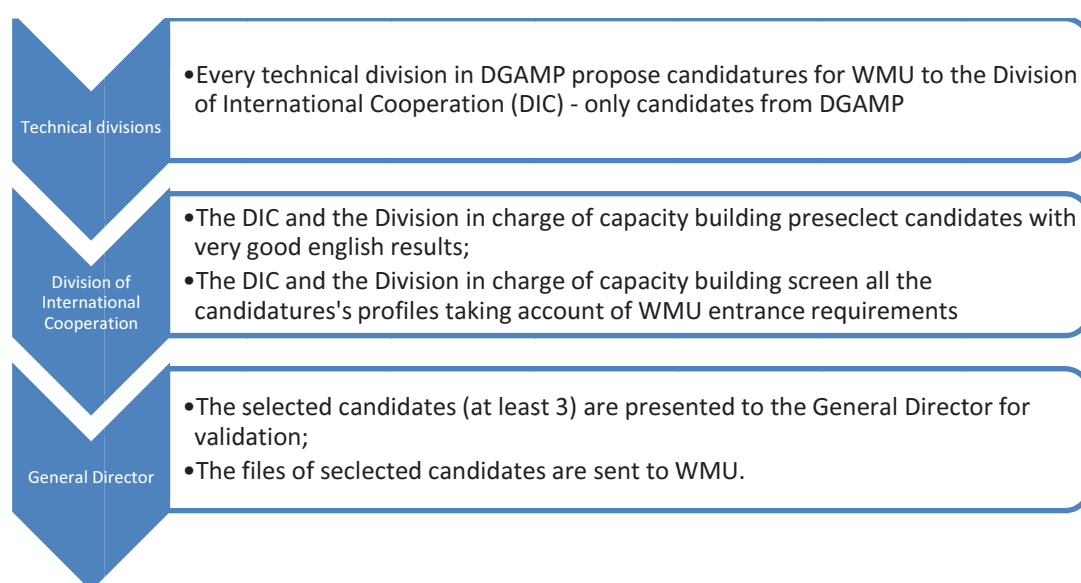 Technical divisions
•Every technical division in DGAMP propose candidatures for WMU to the Division
of International Cooperation (DIC) - only candidates from DGAMP
Division of
International
Cooperation
•The DIC and the Division in charge of capacity building preseclect candidates with
very good english results;
•The DIC and the Division in charge of capacity building screen all the
candidatures's profiles taking account of WMU entrance requirements
General Director
•The selected candidates (at least 3) are presented to the General Director for
validation;
•The files of seclected candidates are sent to WMU.